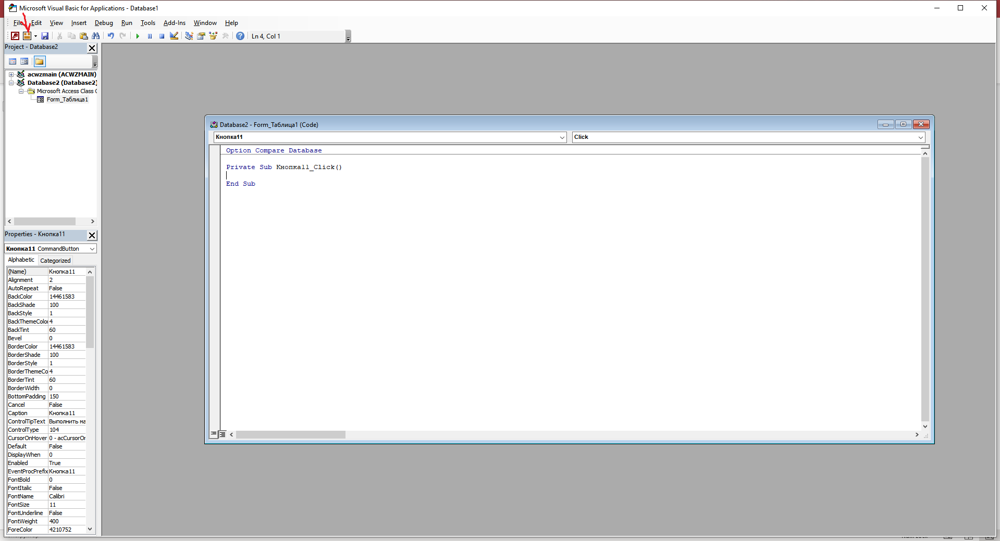 Microsoft Visual Basic for Applications - Database1
File Edit View Insert Debug Run Tools Add-Ins Window Help
Ln 4, Col 1
Project - Database2
acwzmain (ACWZMAIN)
Database2 (Database2)
Microsoft Access Class
Form_Таблица1
Database2 - Form_Таблица1 (Code)
Кнопка11 Click
Option Compare Database
Private Sub Кнопка11_Click()
End Sub
Properties - Кнопка11
Кнопка11 CommandButton
Alphabetic Categorized
(Name) Кнопка11
Alignment 2
AutoRepeat False
BackColor 14461583
BackShade 100
BackStyle 1
BackThemeColor 4
BackTint 60
Bevel 0
BorderColor 14461583
BorderShade 100
BorderStyle 1
BorderThemeCo 4
BorderTint 60
BorderWidth 0
BottomPadding 150
Cancel False
Caption Кнопка11
ControlTipText Выполнить ма
ControlType 104
CursorOnHover 0 - acCursorOn
Default False
DisplayWhen 0
Enabled True
EventProcPrefix Кнопка11
FontBold 0
FontItalic False
FontName Calibri
FontSize 11
FontUnderline False
FontWeight 400
ForeColor 4210752